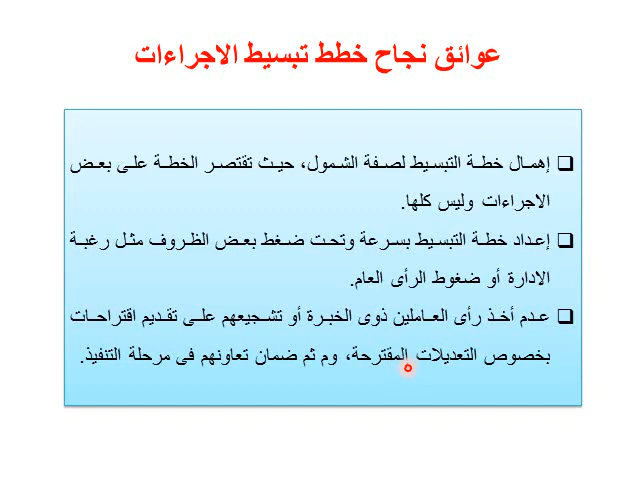 عوائق نجاح خطط تبسيط الاجراءات
❑ إهمال خطة التبسيط لصفة الشمول، حيث تقتصر الخطة على بعض
الاجراءات وليس كلها.
❑ إعداد خطة التبسيط بسرعة وتحت ضغط بعض الظروف مثل رغبة
الادارة أو ضغوط الرأى العام.
❑ عدم أخذ رأى العاملين ذوى الخبرة أو تشجيعهم على تقديم اقتراحات
بخصوص التعديلات المقترحة، وم ثم ضمان تعاونهم فى مرحلة التنفيذ.